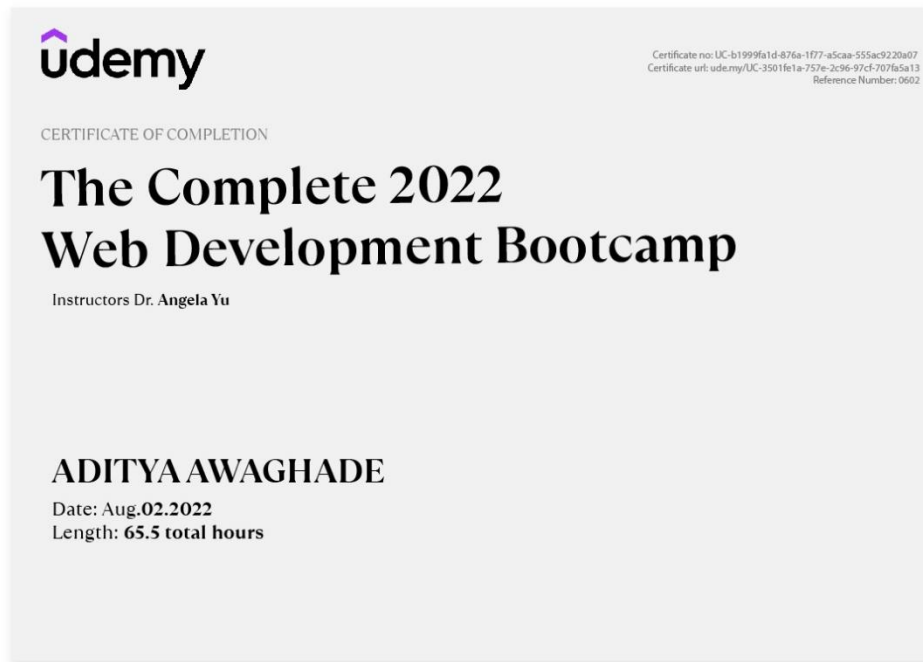 ûdemy
Certificate no: UC-b1999fa1d-876a-1f77-a5caa-555ac9220a07
Certificate url: ude.my/UC-3501fe1a-757e-2c96-97cf-707fa5a13
Reference Number: 0602
CERTIFICATE OF COMPLETION
The Complete 2022
Web Development Bootcamp
Instructors Dr. Angela Yu
ADITYA AWAGHADE
Date: Aug.02.2022
Length: 65.5 total hours